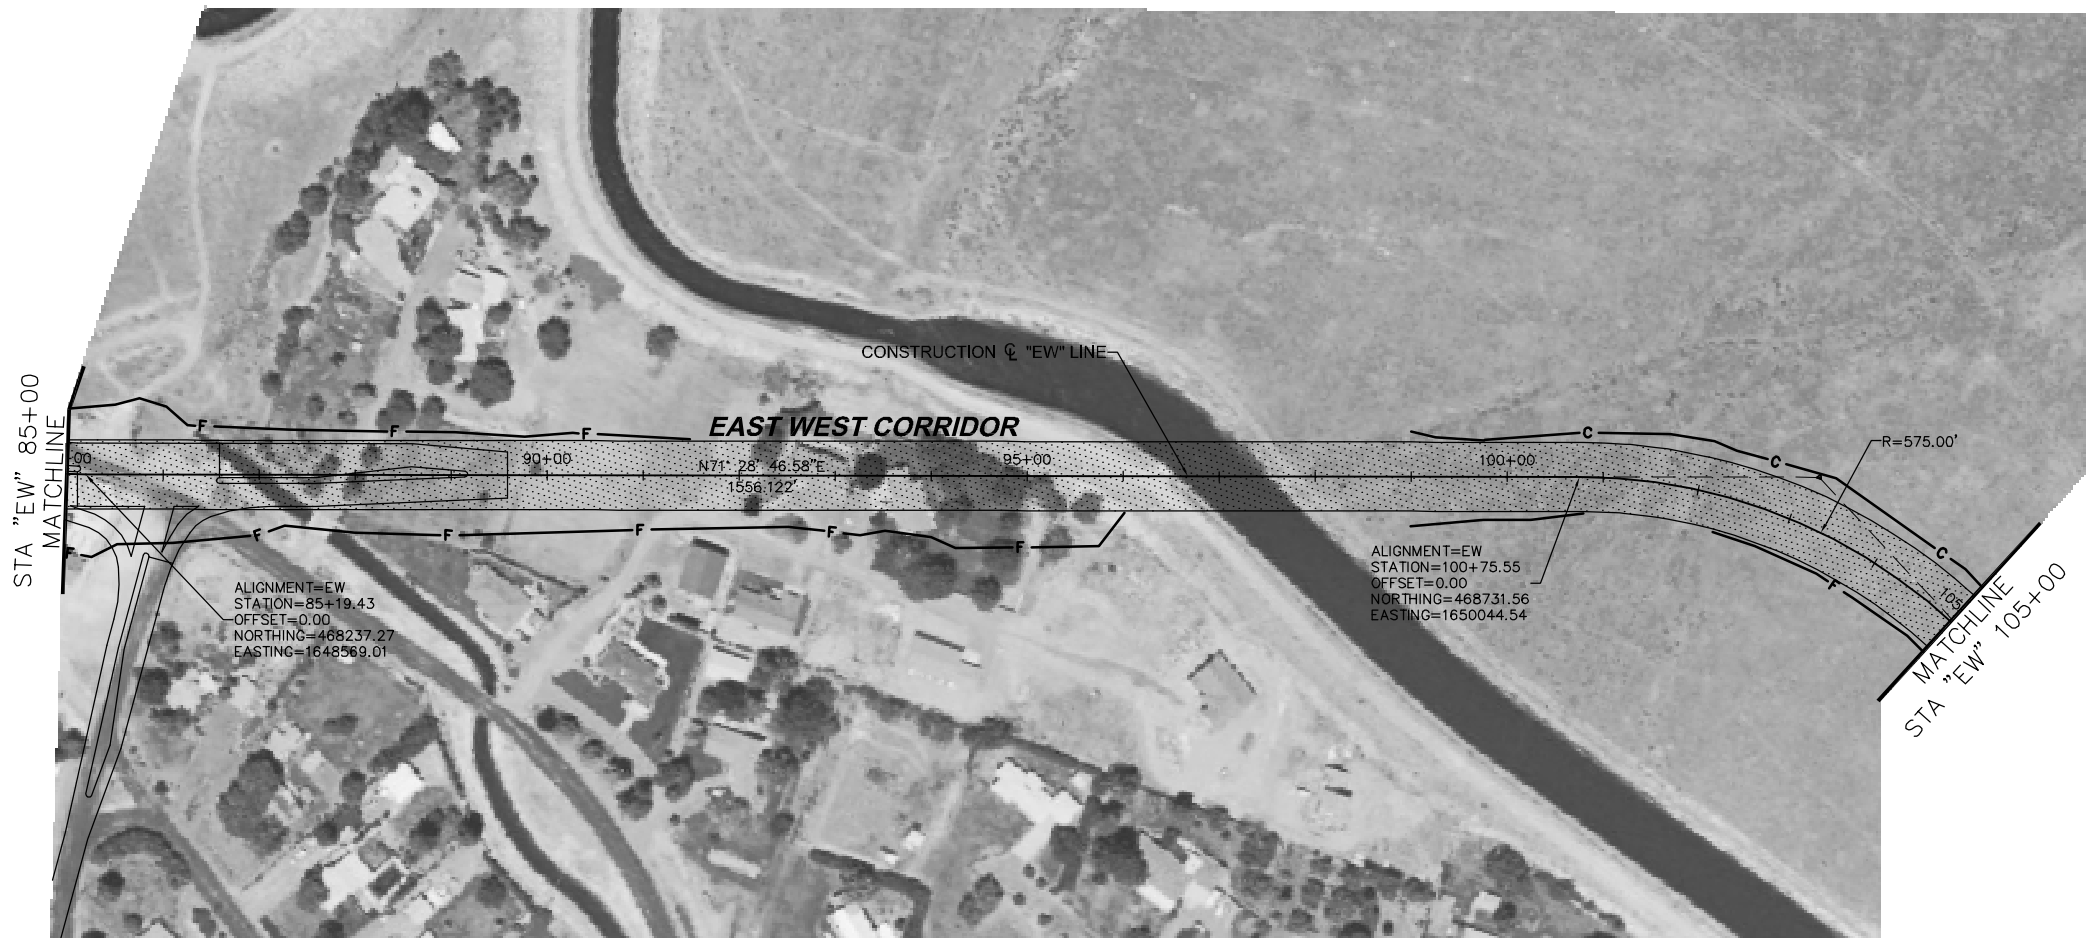 STA "EW" 85+00
MATCHLINE
F
F
F
EAST WEST CORRIDOR
CONSTRUCTION ℄ "EW" LINE
C
C
C
R=575.00'
00
90+00
N71° 28' 46.58"E
1556.122'
95+00
100+00
105
F
F
F
F
F
F
F
ALIGNMENT=EW
STATION=85+19.43
OFFSET=0.00
NORTHING=468237.27
EASTING=1648569.01
ALIGNMENT=EW
STATION=100+75.55
OFFSET=0.00
NORTHING=468731.56
EASTING=1650044.54
MATCHLINE
STA "EW" 105+00